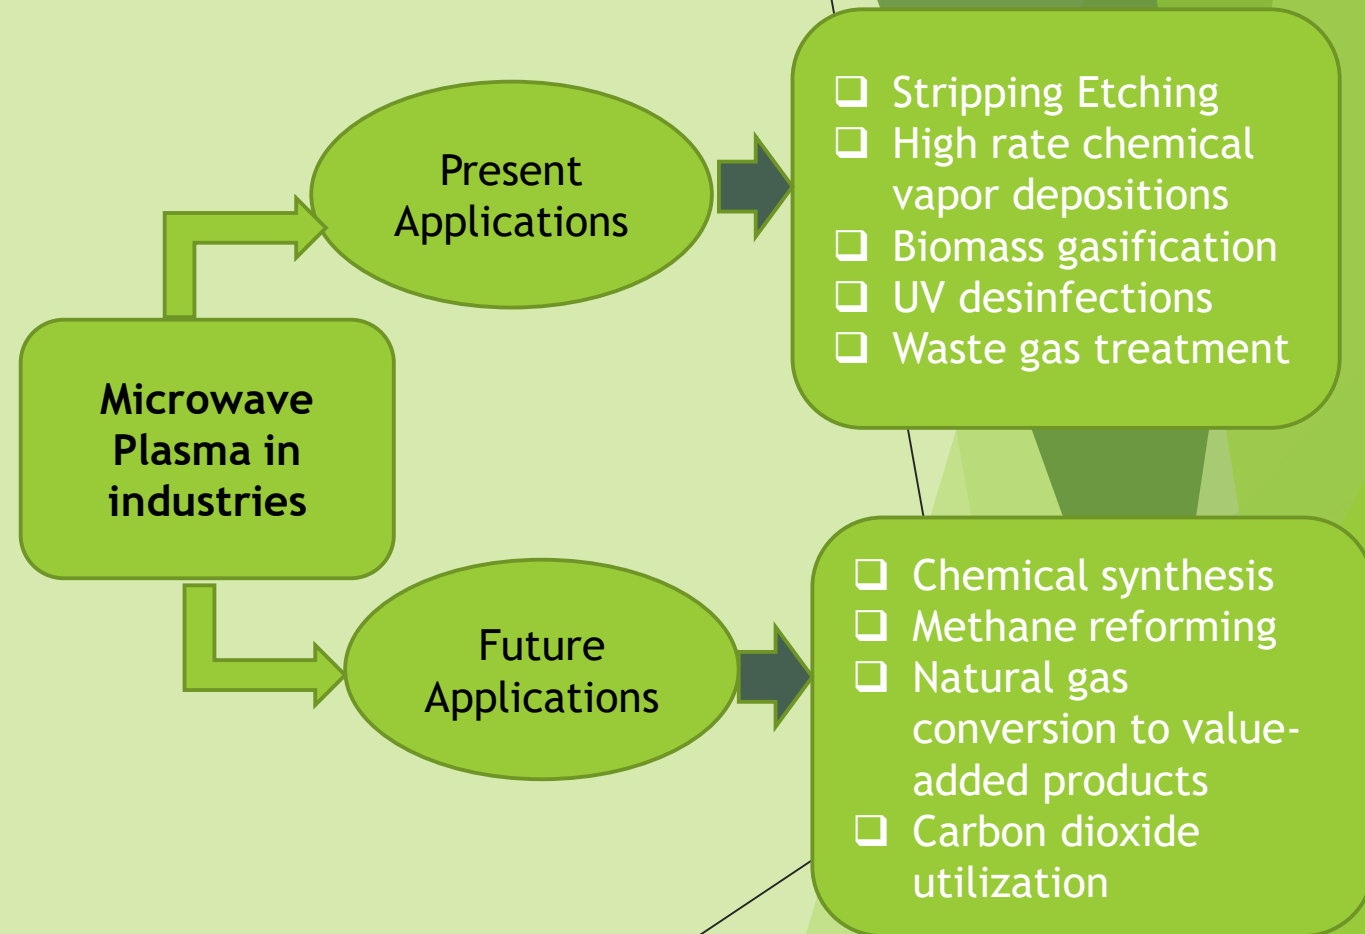 Present
Applications
Stripping Etching
High rate chemical
vapor depositions
Biomass gasification
UV desinfections
Waste gas treatment
Microwave
Plasma in
industries
Future
Applications
Chemical synthesis
Methane reforming
Natural gas
conversion to value-
added products
Carbon dioxide
utilization